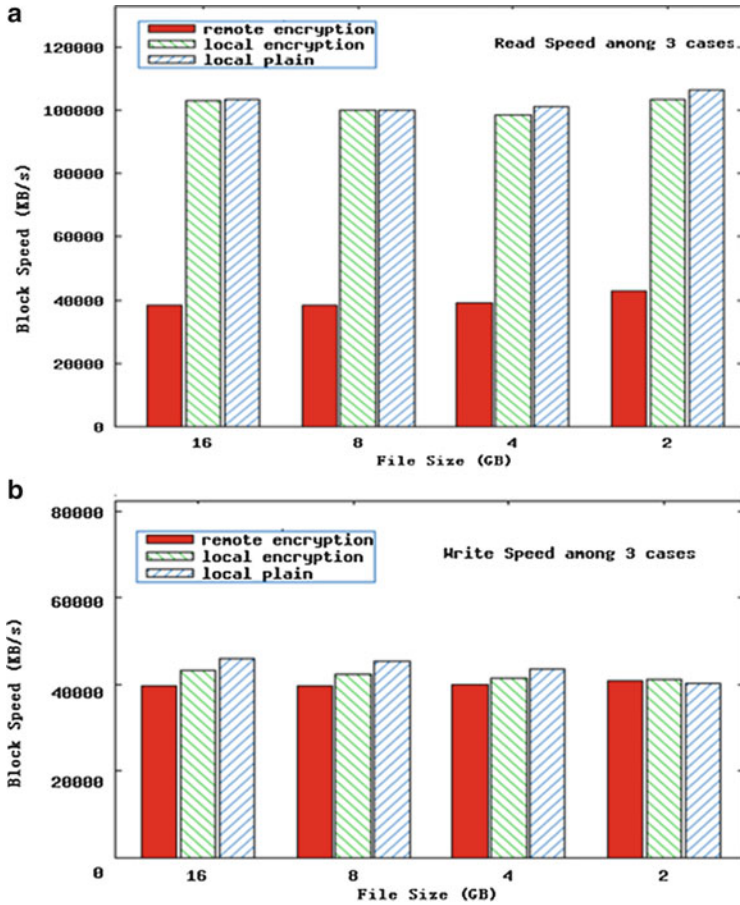 a
remote encryption
local encryption
local plain
Read Speed among 3 cases.
120000
100000
80000
60000
40000
20000
0
Block Speed (KB/s)
16 8 4 2
File Size (GB)
b
remote encryption
local encryption
local plain
Write Speed among 3 cases
80000
60000
40000
20000
0
Block Speed (KB/s)
16 8 4 2
File Size (GB)